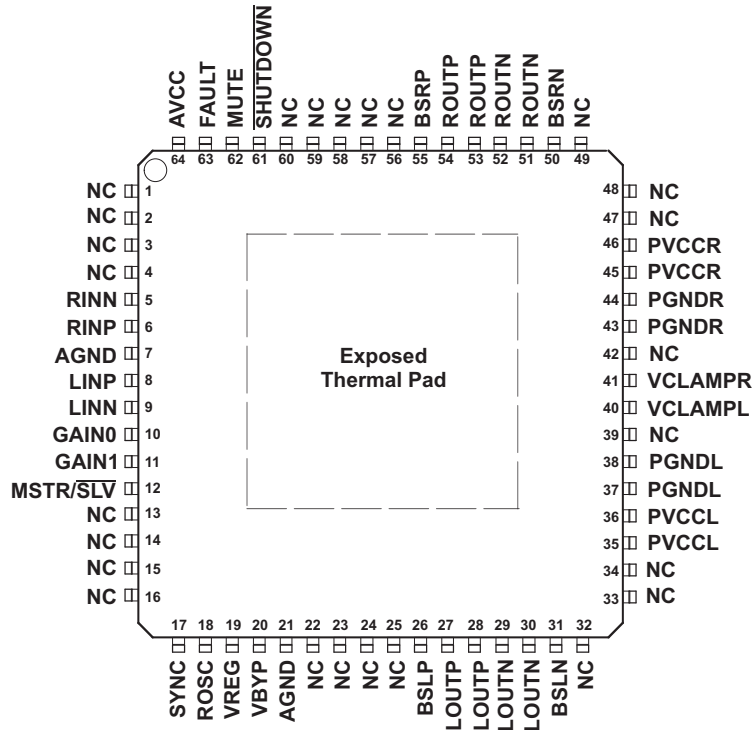 AVCC
FAULT
MUTE
SHUTDOWN
NC
NC
NC
NC
NC
BSRP
ROUTP
ROUTP
ROUTN
ROUTN
BSRN
NC
64 63 62 61 60 59 58 57 56 55 54 53 52 51 50 49
NC 1
NC 2
NC 3
NC 4
RINN 5
RINP 6
AGND 7
LINP 8
LINN 9
GAIN0 10
GAIN1 11
MSTR/SLV 12
NC 13
NC 14
NC 15
NC 16
Exposed
Thermal Pad
48 NC
47 NC
46 PVCCR
45 PVCCR
44 PGNDR
43 PGNDR
42 NC
41 VCLAMPR
40 VCLAMPL
39 NC
38 PGNDL
37 PGNDL
36 PVCCL
35 PVCCL
34 NC
33 NC
17 18 19 20 21 22 23 24 25 26 27 28 29 30 31 32
SYNC
ROSC
VREG
VBYP
AGND
NC
NC
NC
NC
BSLP
LOUTP
LOUTP
LOUTN
LOUTN
BSLN
NC